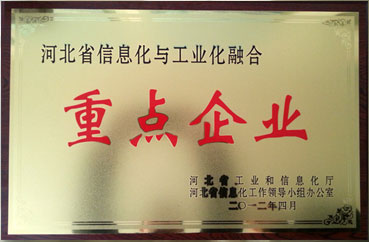 河北省信息化与工业化融合
重点企业
河北省工业和信息化厅
河北省信息化工作领导小组办公室
二〇一二年四月